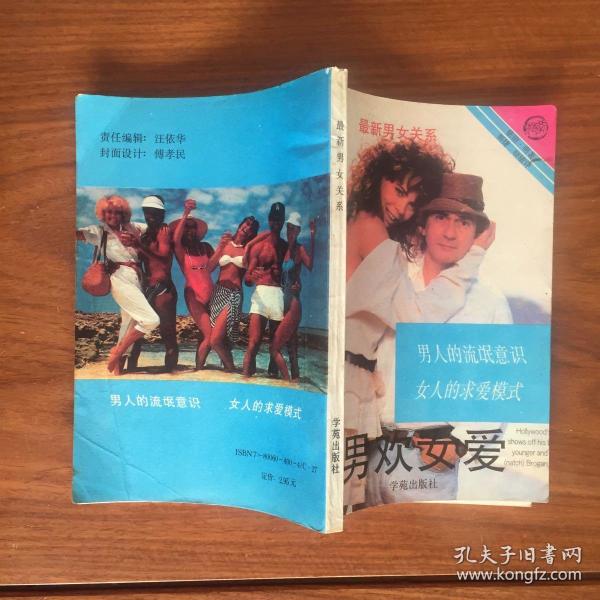 责任编辑：汪依华
封面设计：傅孝民
男人的流氓意识
女人的求爱模式
ISBN7-80060-400-4/C·27
定价：2.95元
最新男女关系
学苑出版社
最新男女关系
男人的流氓意识
女人的求爱模式
Hollywood
shows off his
younger and
(natch) Brogan
男欢女爱
学苑出版社
孔夫子旧书网
www.kongfz.com